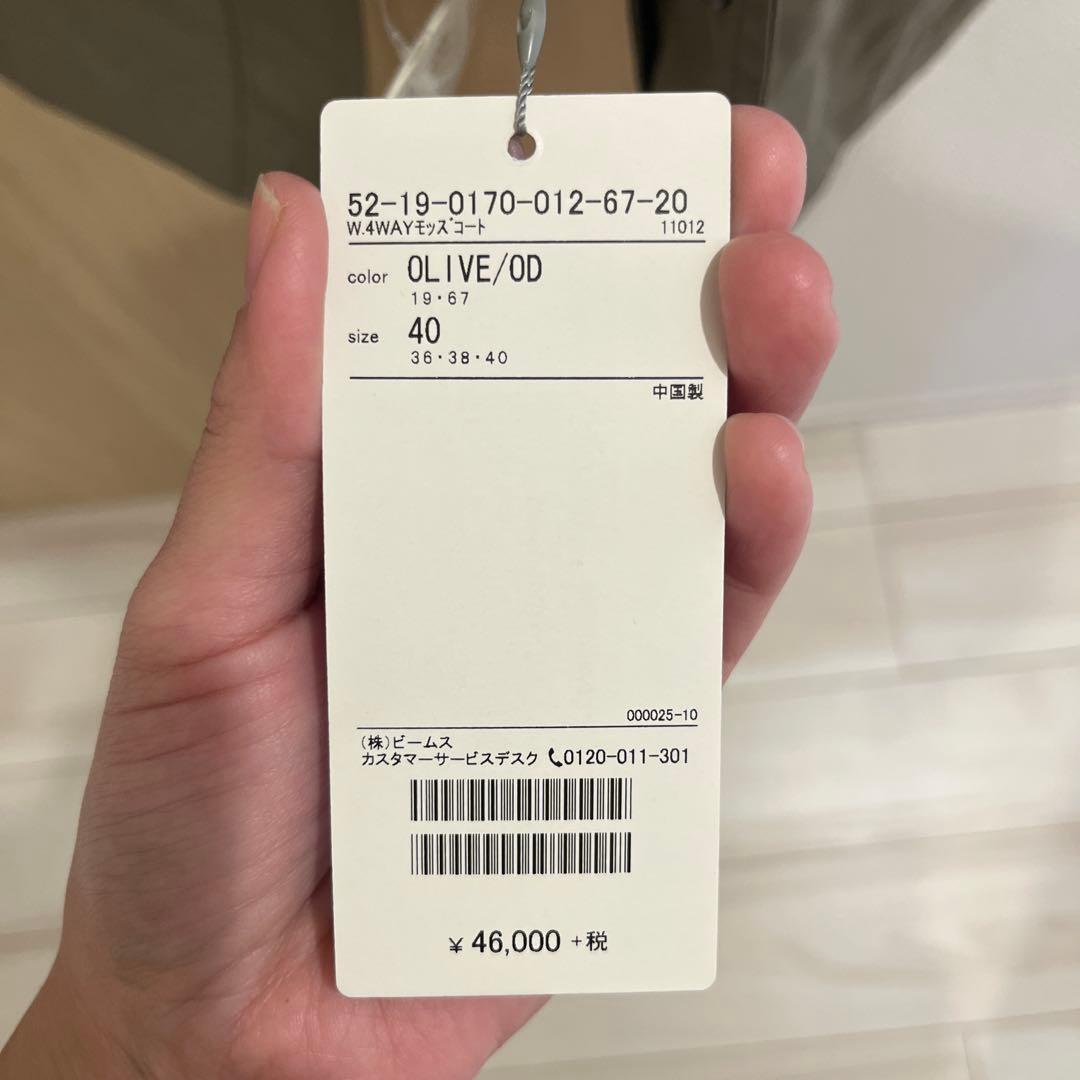 52-19-0170-012-67-20
W.4WAYモッズコート 11012
color OLIVE/OD
19・67
size 40
36・38・40
中国製
000025-10
(株)ビームス
カスタマーサービスデスク 0120-011-301
¥ 46,000 +税